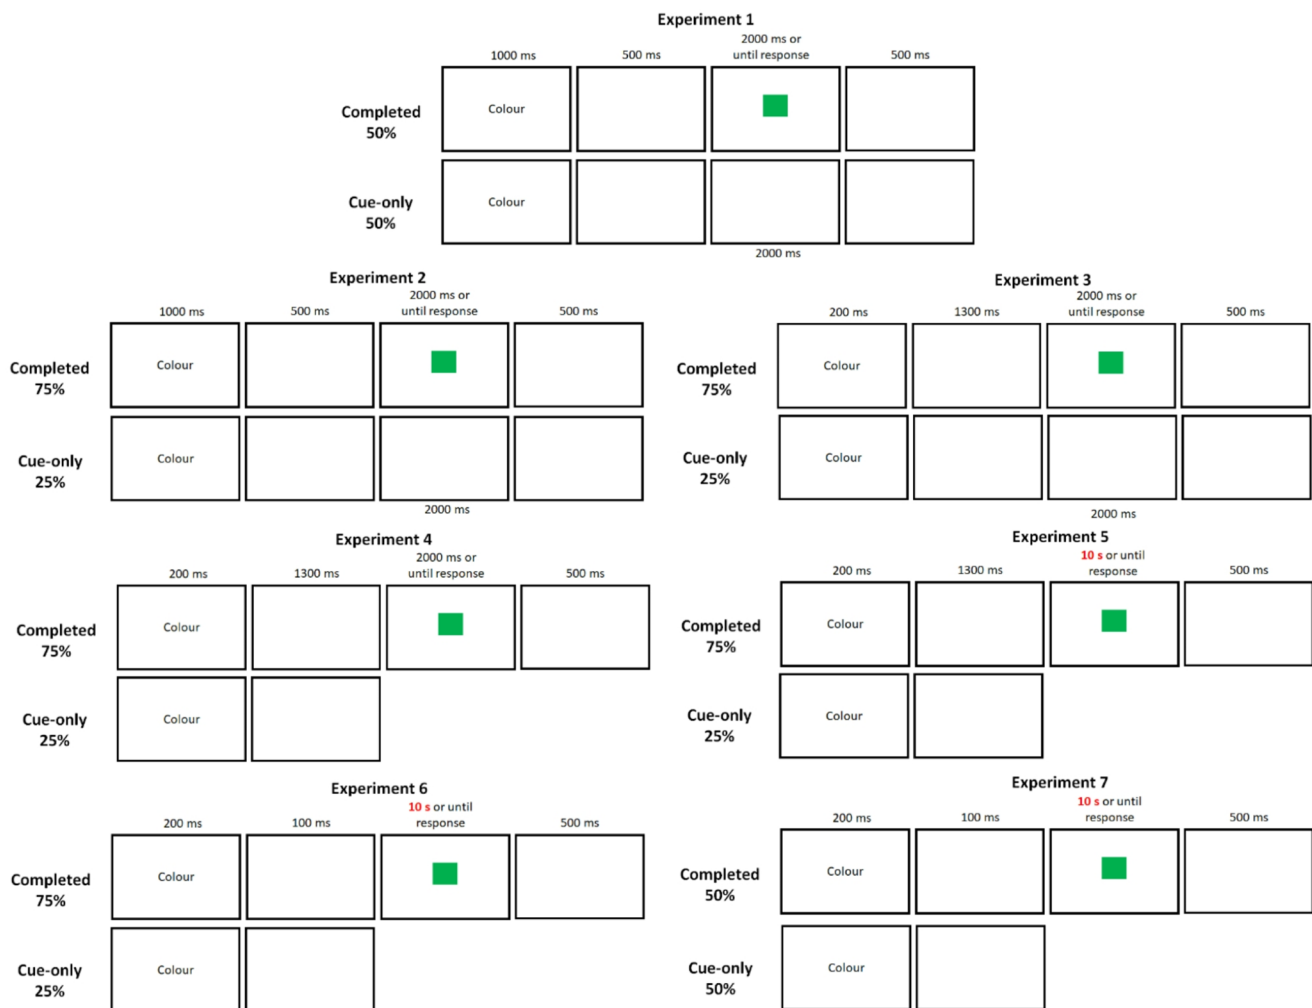 Experiment 1
2000 ms or
1000 ms 500 ms until response 500 ms
Completed
50%
Colour
Cue-only
50%
Colour
2000 ms
Experiment 2
2000 ms or
1000 ms 500 ms until response 500 ms
Completed
75%
Colour
Cue-only
25%
Colour
2000 ms
Experiment 3
2000 ms or
200 ms 1300 ms until response 500 ms
Completed
75%
Colour
Cue-only
25%
Colour
2000 ms
Experiment 4
2000 ms or
200 ms 1300 ms until response 500 ms
Completed
75%
Colour
Cue-only
25%
Colour
Experiment 5
10 s or until
200 ms 1300 ms response 500 ms
Completed
75%
Colour
Cue-only
25%
Colour
Experiment 6
10 s or until
200 ms 100 ms response 500 ms
Completed
75%
Colour
Cue-only
25%
Colour
Experiment 7
10 s or until
200 ms 100 ms response 500 ms
Completed
50%
Colour
Cue-only
50%
Colour